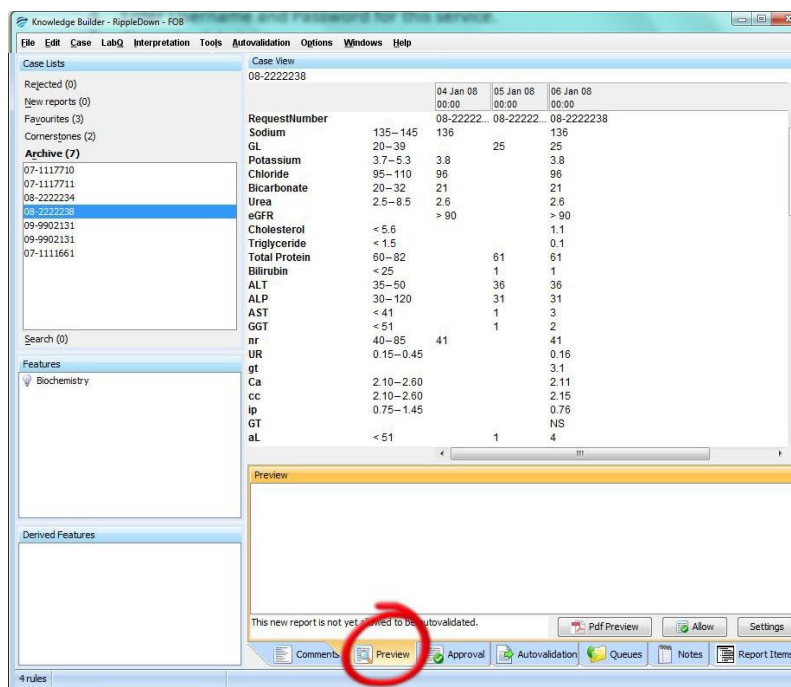 Knowledge Builder - RippleDown - FOB
Username and Password for this service.
File Edit Case LabQ Interpretation Tools Autovalidation Options Windows Help
Case Lists
Rejected (0)
New reports (0)
Favourites (3)
Cornerstones (2)
Archive (7)
07-1117710
07-1117711
08-2222234
08-2222238
09-9902131
09-9902131
07-1111661
Search (0)
Features
Biochemistry
Derived Features
Case View
08-2222238
04 Jan 08 05 Jan 08 06 Jan 08
00:00 00:00 00:00
RequestNumber 08-22222... 08-22222... 08-2222238
Sodium 135-145 136 136
GL 20-39 25 25
Potassium 3.7-5.3 3.8 3.8
Chloride 95-110 96 96
Bicarbonate 20-32 21 21
Urea 2.5-8.5 2.6 2.6
eGFR > 90 > 90
Cholesterol < 5.6 1.1
Triglyceride < 1.5 0.1
Total Protein 60-82 61 61
Bilirubin < 25 1 1
ALT 35-50 36 36
ALP 30-120 31 31
AST < 41 1 3
GGT < 51 1 2
nr 40-85 41 41
UR 0.15-0.45 0.16
gt 3.1
Ca 2.10-2.60 2.11
cc 2.10-2.60 2.15
ip 0.75-1.45 0.76
GT NS
aL < 51 1 4
Preview
This new report is not yet allowed to be autovalidated.
Pdf Preview Allow Settings
Comments Preview Approval Autovalidation Queues Notes Report Items
4 rules